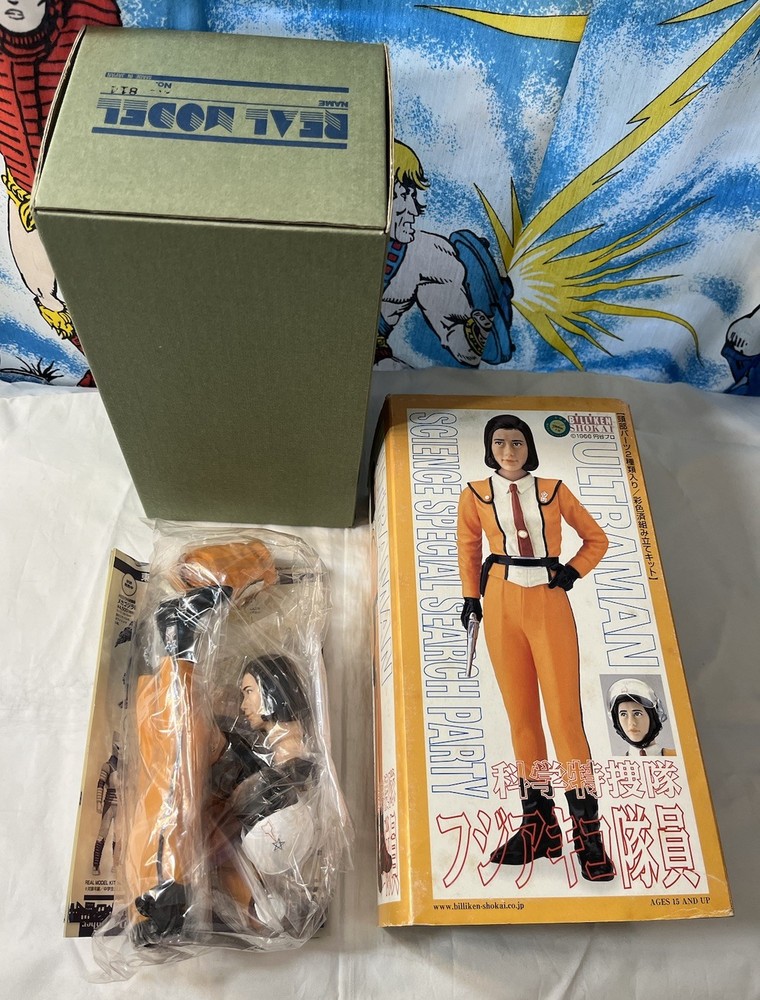 MADE IN JAPAN
No. 814
NAME
REAL MODEL
BILLIKEN
SHOKAI
©1966 円谷プロ
【頭部パーツ2種類入り/彩色済組み立てキット】
ULTRAMAN
SCIENCE SPECIAL SEARCH PARTY
科学特捜隊
フジアキコ隊員
www.billiken-shokai.co.jp
AGES 15 AND UP
REAL MODEL KIT